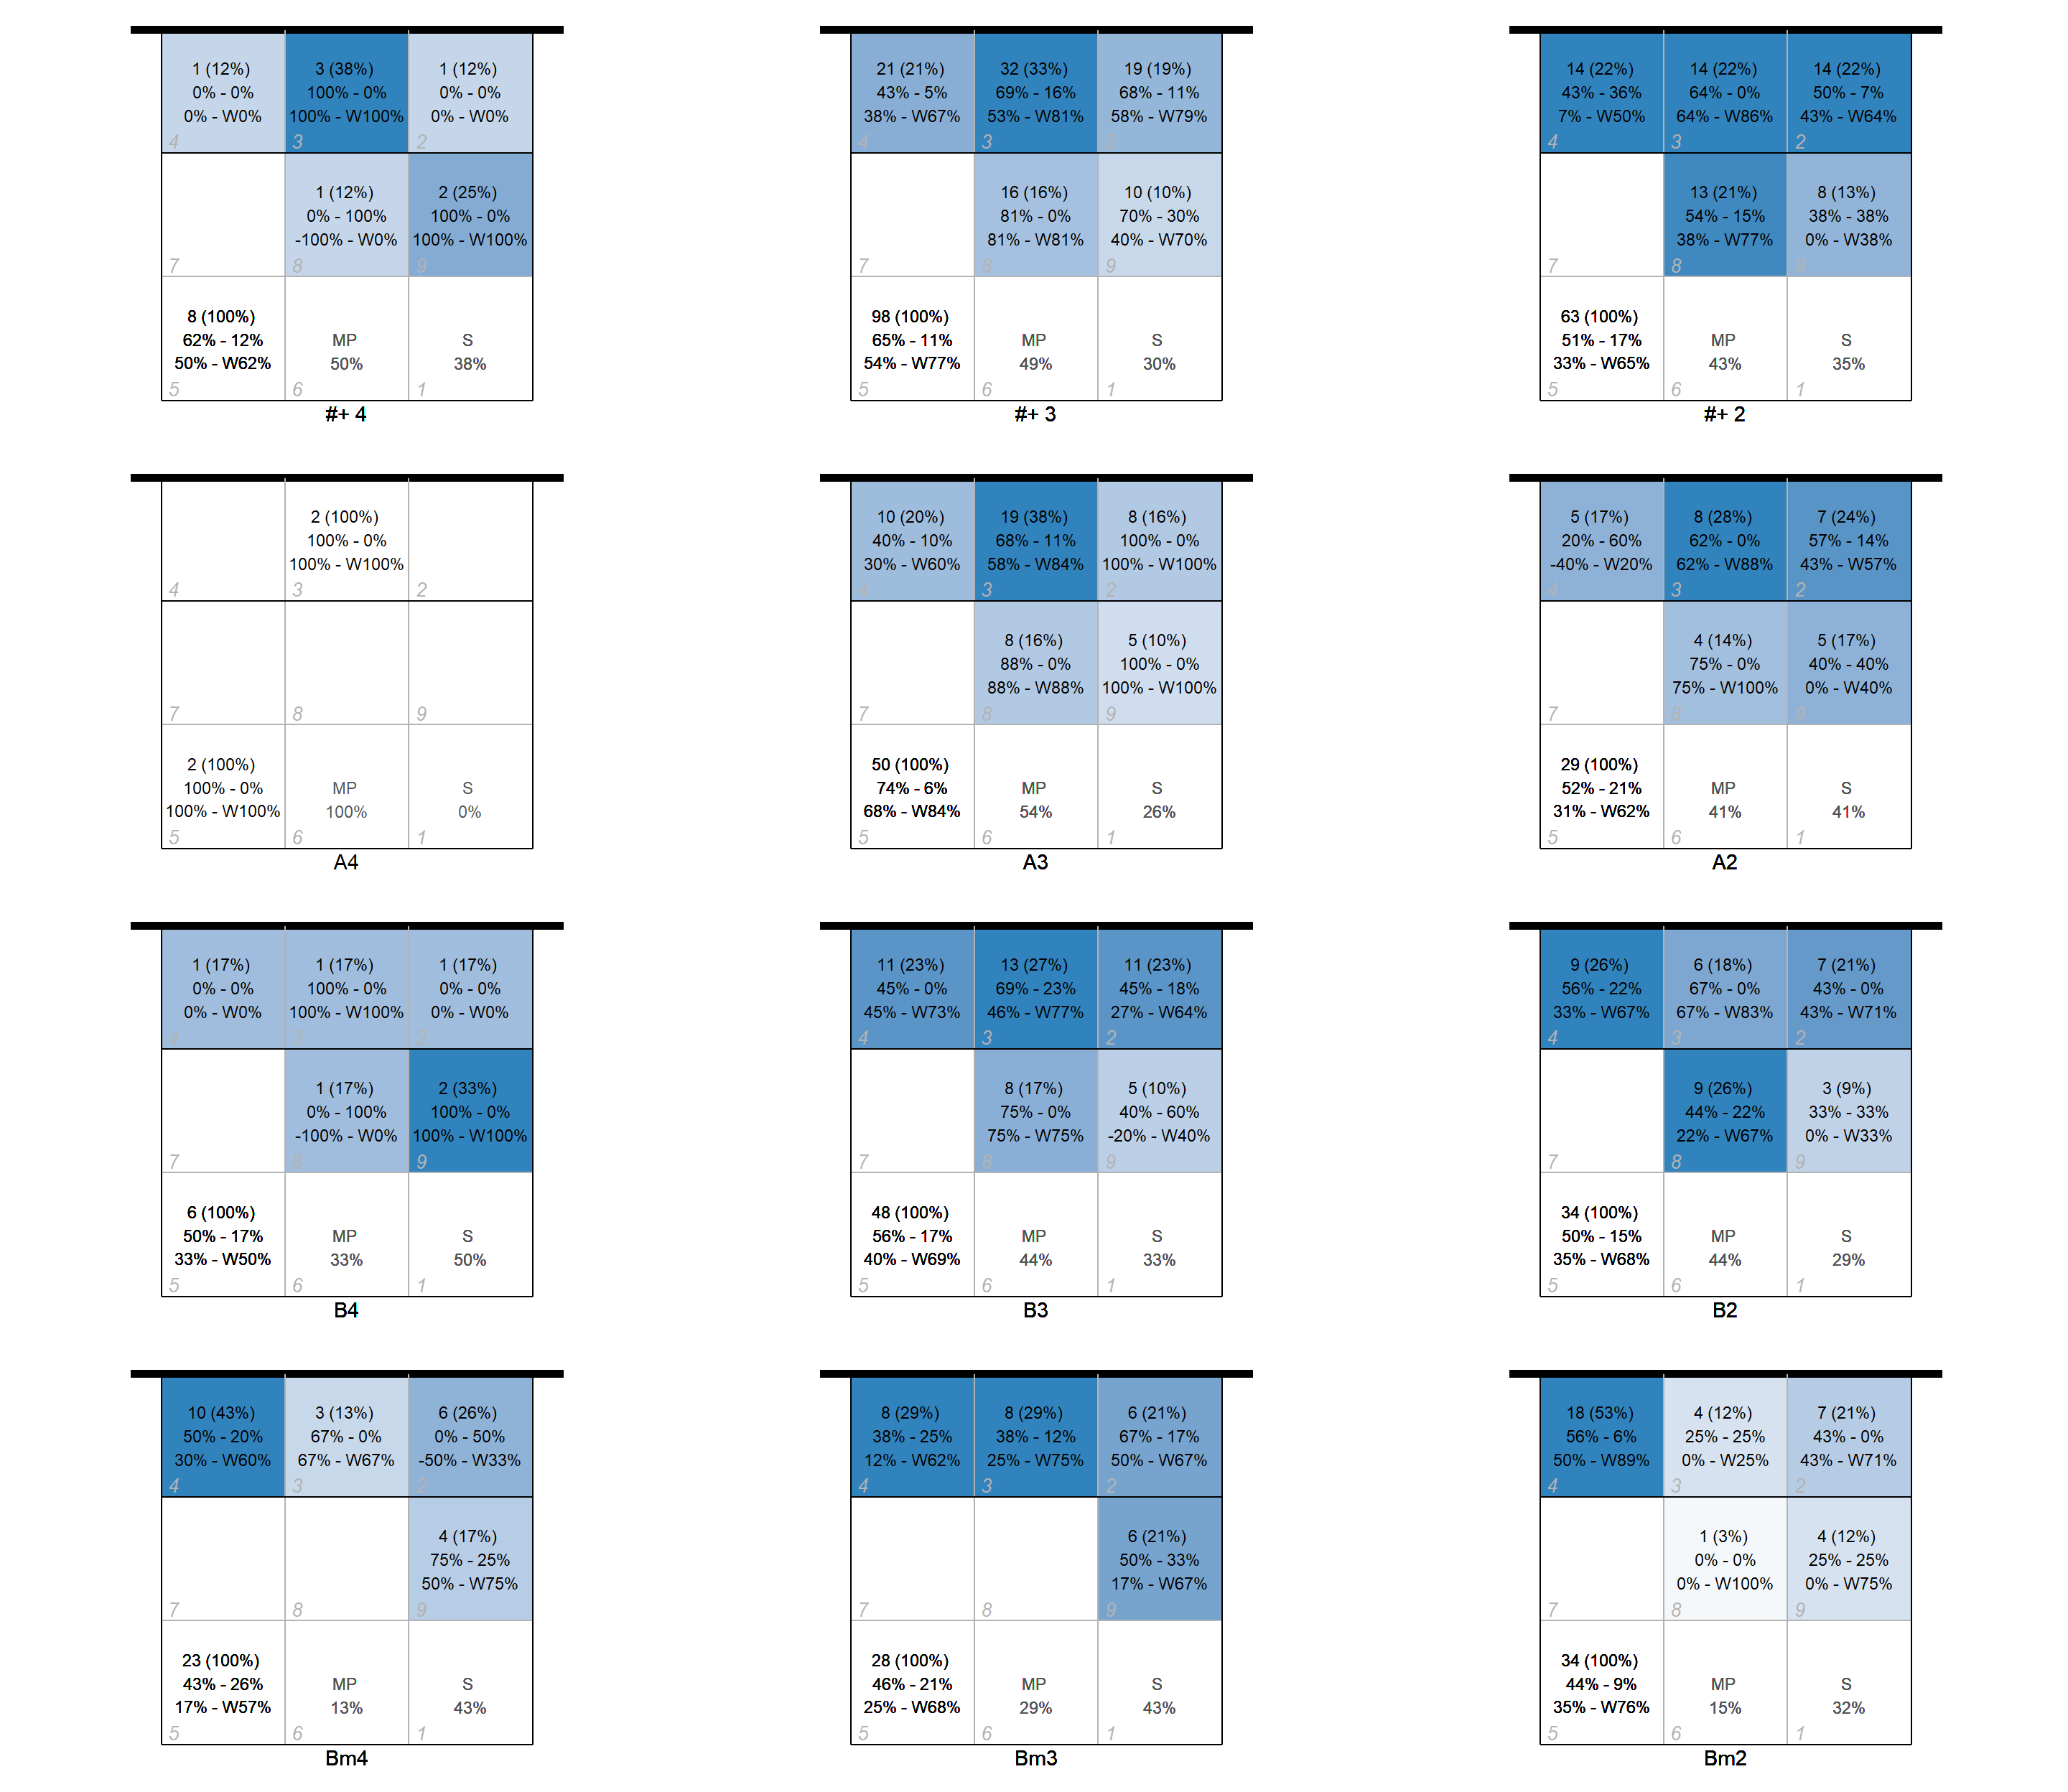 1 (12%) 3 (38%) 1 (12%)
0% - 0% 100% - 0% 0% - 0%
0% - W0% 100% - W100% 0% - W0%
4 3 2
1 (12%) 2 (25%)
0% - 100% 100% - 0%
-100% - W0% 100% - W100%
7 8 9
8 (100%)
62% - 12% MP S
50% - W62% 50% 38%
5 6 1
#+ 4
21 (21%) 32 (33%) 19 (19%)
43% - 5% 69% - 16% 68% - 11%
38% - W67% 53% - W81% 58% - W79%
4 3 2
16 (16%) 10 (10%)
81% - 0% 70% - 30%
81% - W81% 40% - W70%
7 8 9
98 (100%)
65% - 11% MP S
54% - W77% 49% 30%
5 6 1
#+ 3
14 (22%) 14 (22%) 14 (22%)
43% - 36% 64% - 0% 50% - 7%
7% - W50% 64% - W86% 43% - W64%
4 3 2
13 (21%) 8 (13%)
54% - 15% 38% - 38%
38% - W77% 0% - W38%
7 8 9
63 (100%)
51% - 17% MP S
33% - W65% 43% 35%
5 6 1
#+ 2
2 (100%)
100% - 0%
100% - W100%
4 3 2
7 8 9
2 (100%)
100% - 0% MP S
100% - W100% 100% 0%
5 6 1
A4
10 (20%) 19 (38%) 8 (16%)
40% - 10% 68% - 11% 100% - 0%
30% - W60% 58% - W84% 100% - W100%
4 3 2
8 (16%) 5 (10%)
88% - 0% 100% - 0%
88% - W88% 100% - W100%
7 8 9
50 (100%)
74% - 6% MP S
68% - W84% 54% 26%
5 6 1
A3
5 (17%) 8 (28%) 7 (24%)
20% - 60% 62% - 0% 57% - 14%
-40% - W20% 62% - W88% 43% - W57%
4 3 2
4 (14%) 5 (17%)
75% - 0% 40% - 40%
75% - W100% 0% - W40%
7 8 9
29 (100%)
52% - 21% MP S
31% - W62% 41% 41%
5 6 1
A2
1 (17%) 1 (17%) 1 (17%)
0% - 0% 100% - 0% 0% - 0%
0% - W0% 100% - W100% 0% - W0%
4 3 2
1 (17%) 2 (33%)
0% - 100% 100% - 0%
-100% - W0% 100% - W100%
7 8 9
6 (100%)
50% - 17% MP S
33% - W50% 33% 50%
5 6 1
B4
11 (23%) 13 (27%) 11 (23%)
45% - 0% 69% - 23% 45% - 18%
45% - W73% 46% - W77% 27% - W64%
4 3 2
8 (17%) 5 (10%)
75% - 0% 40% - 60%
75% - W75% -20% - W40%
7 8 9
48 (100%)
56% - 17% MP S
40% - W69% 44% 33%
5 6 1
B3
9 (26%) 6 (18%) 7 (21%)
56% - 22% 67% - 0% 43% - 0%
33% - W67% 67% - W83% 43% - W71%
4 3 2
9 (26%) 3 (9%)
44% - 22% 33% - 33%
22% - W67% 0% - W33%
7 8 9
34 (100%)
50% - 15% MP S
35% - W68% 44% 29%
5 6 1
B2
10 (43%) 3 (13%) 6 (26%)
50% - 20% 67% - 0% 0% - 50%
30% - W60% 67% - W67% -50% - W33%
4 3 2
4 (17%)
75% - 25%
50% - W75%
7 8 9
23 (100%)
43% - 26% MP S
17% - W57% 13% 43%
5 6 1
Bm4
8 (29%) 8 (29%) 6 (21%)
38% - 25% 38% - 12% 67% - 17%
12% - W62% 25% - W75% 50% - W67%
4 3 2
6 (21%)
50% - 33%
17% - W67%
7 8 9
28 (100%)
46% - 21% MP S
25% - W68% 29% 43%
5 6 1
Bm3
18 (53%) 4 (12%) 7 (21%)
56% - 6% 25% - 25% 43% - 0%
50% - W89% 0% - W25% 43% - W71%
4 3 2
1 (3%) 4 (12%)
0% - 0% 25% - 25%
0% - W100% 0% - W75%
7 8 9
34 (100%)
44% - 9% MP S
35% - W76% 15% 32%
5 6 1
Bm2